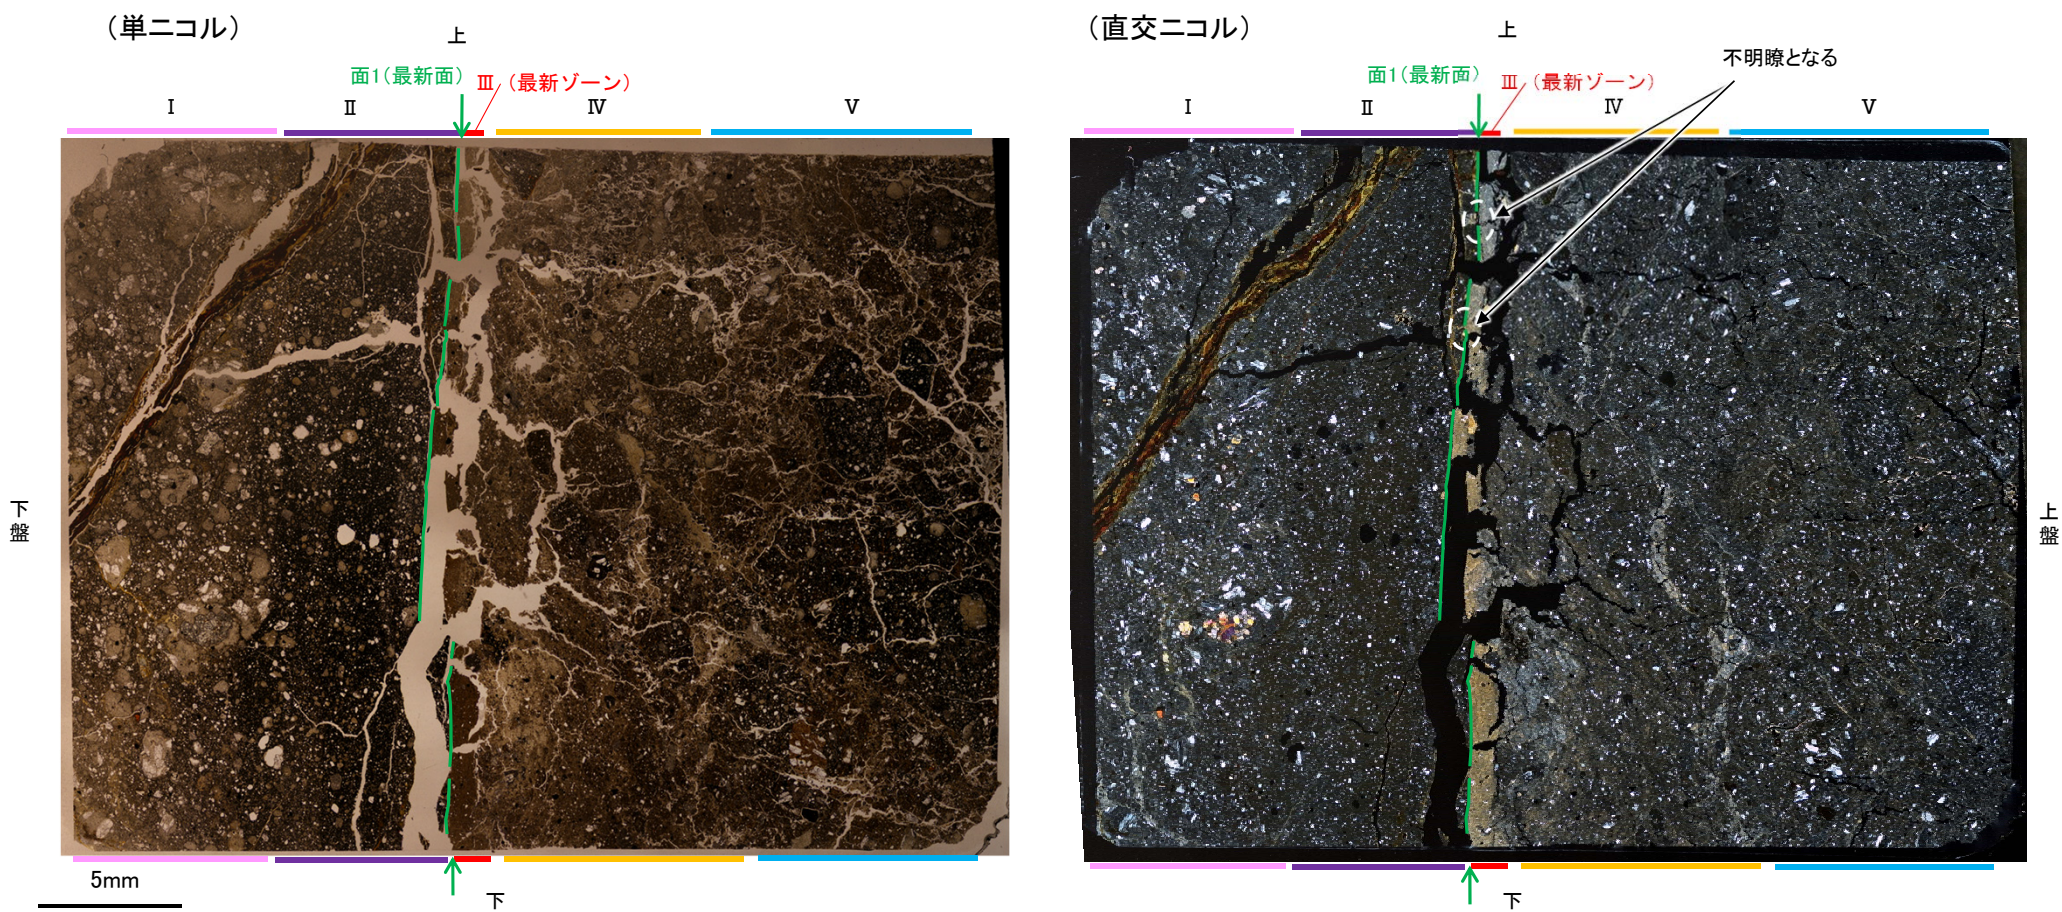 （単ニコル）
上
面1（最新面）
Ⅲ（最新ゾーン）
Ⅰ
Ⅱ
Ⅳ
Ⅴ
下盤
5mm
下
（直交ニコル）
上
不明瞭となる
面1（最新面）
Ⅲ（最新ゾーン）
Ⅰ
Ⅱ
Ⅳ
Ⅴ
上盤
下